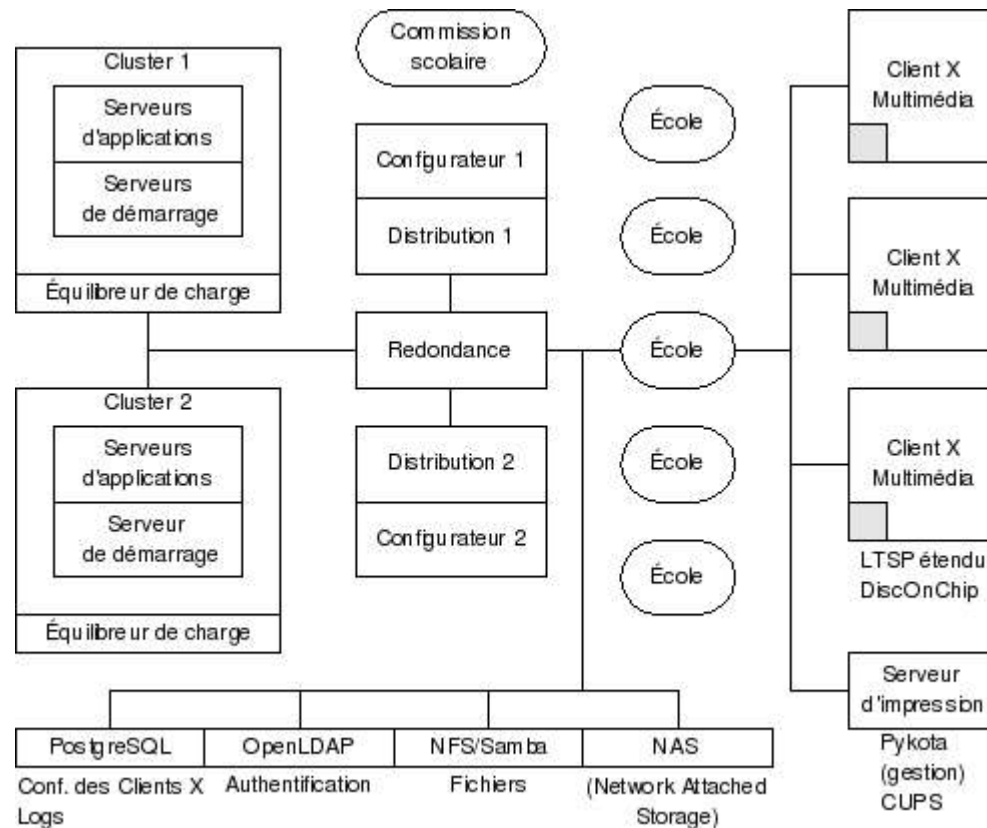 Cluster 1
Serveurs
d'applications
Serveurs
de démarrage
Équilibreur de charge
Cluster 2
Serveurs
d'applications
Serveur
de démarrage
Équilibreur de charge
Commission
scolaire
Configurateur 1
Distribution 1
Redondance
Distribution 2
Configurateur 2
École
École
École
École
École
Client X
Multimédia
Client X
Multimédia
Client X
Multimédia
LTSP étendu
DiscOnChip
Serveur
d'impression
Pykota
(gestion)
CUPS
PostgreSQL
Conf. des Clients X
Logs
OpenLDAP
Authentification
NFS/Samba
Fichiers
NAS
(Network Attached
Storage)